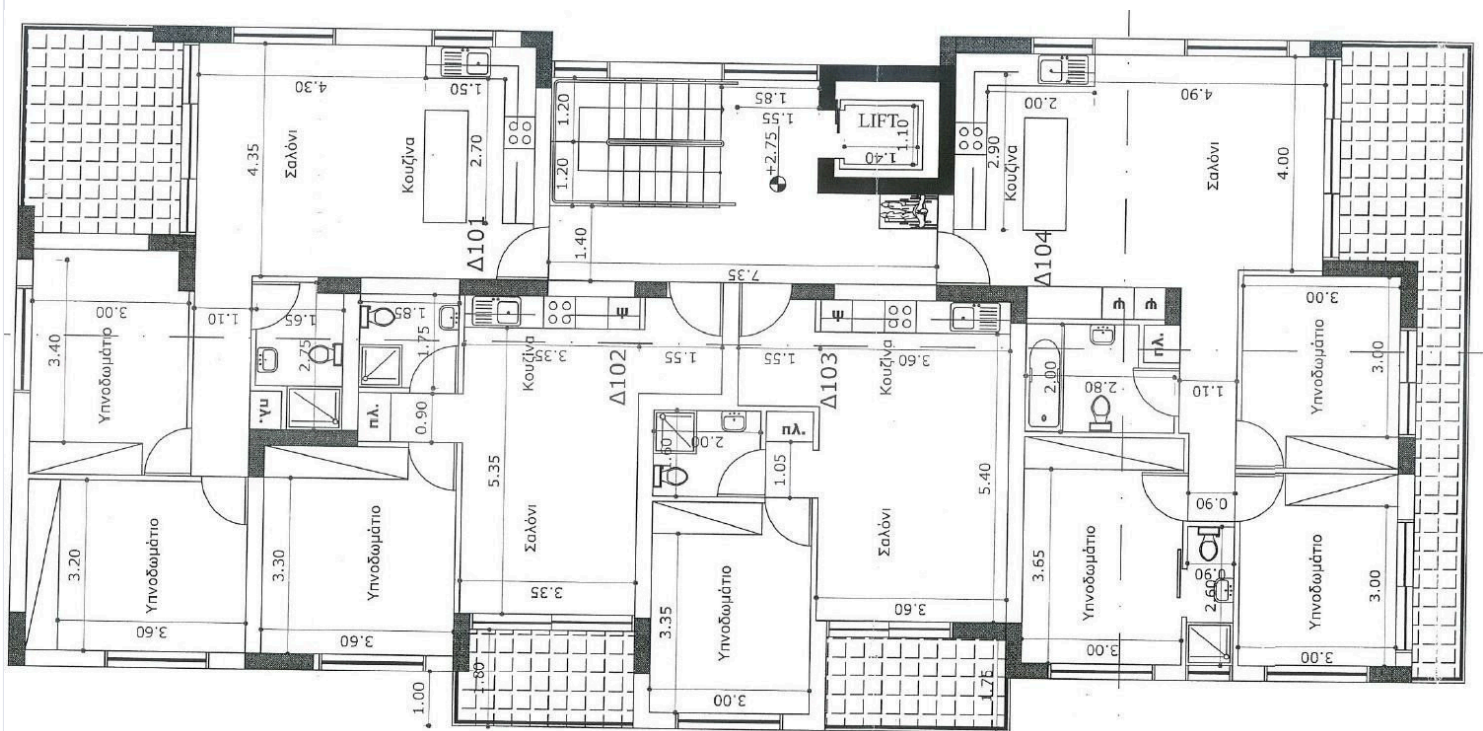 4.30
1.50
4.35
Σαλόνι
Κουζίνα
2.70
Δ101
1.20
1.20
1.40
1.85
1.55
+2.75
LIFT
1.10
1.40
7.35
2.00
2.90
Κουζίνα
Δ104
4.90
Σαλόνι
4.00
3.00
3.40
Υπνοδωμάτιο
1.10
1.65
2.75
πλ.
1.85
1.75
πλ.
0.90
Ψ
3.35
Κουζίνα
Δ102
1.55
1.55
Ψ
3.60
Κουζίνα
Δ103
Ψ
Ψ
πλ.
2.00
2.80
1.10
3.00
Υπνοδωμάτιο
3.00
3.20
Υπνοδωμάτιο
3.60
3.30
Υπνοδωμάτιο
3.60
5.35
Σαλόνι
3.35
2.00
1.60
πλ.
1.05
3.35
Υπνοδωμάτιο
3.00
5.40
Σαλόνι
3.60
3.65
Υπνοδωμάτιο
3.00
0.90
0.90
2.60
Υπνοδωμάτιο
3.00
3.00
1.00
1.80
1.75